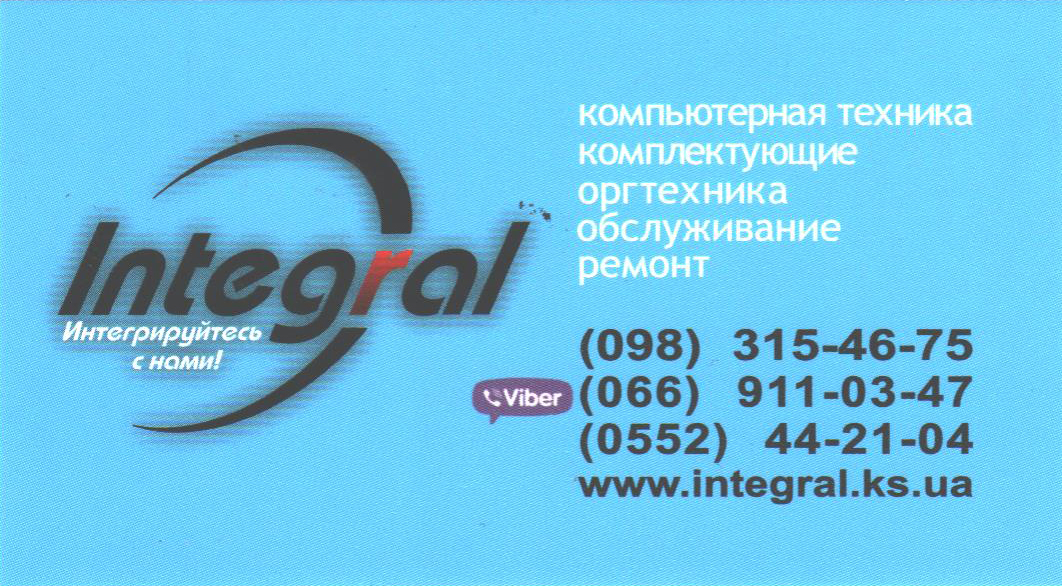 Integral
Интегрируйтесь
с нами!
компьютерная техника
комплектующие
оргтехника
обслуживание
ремонт
(098) 315-46-75
Viber (066) 911-03-47
(0552) 44-21-04
www.integral.ks.ua